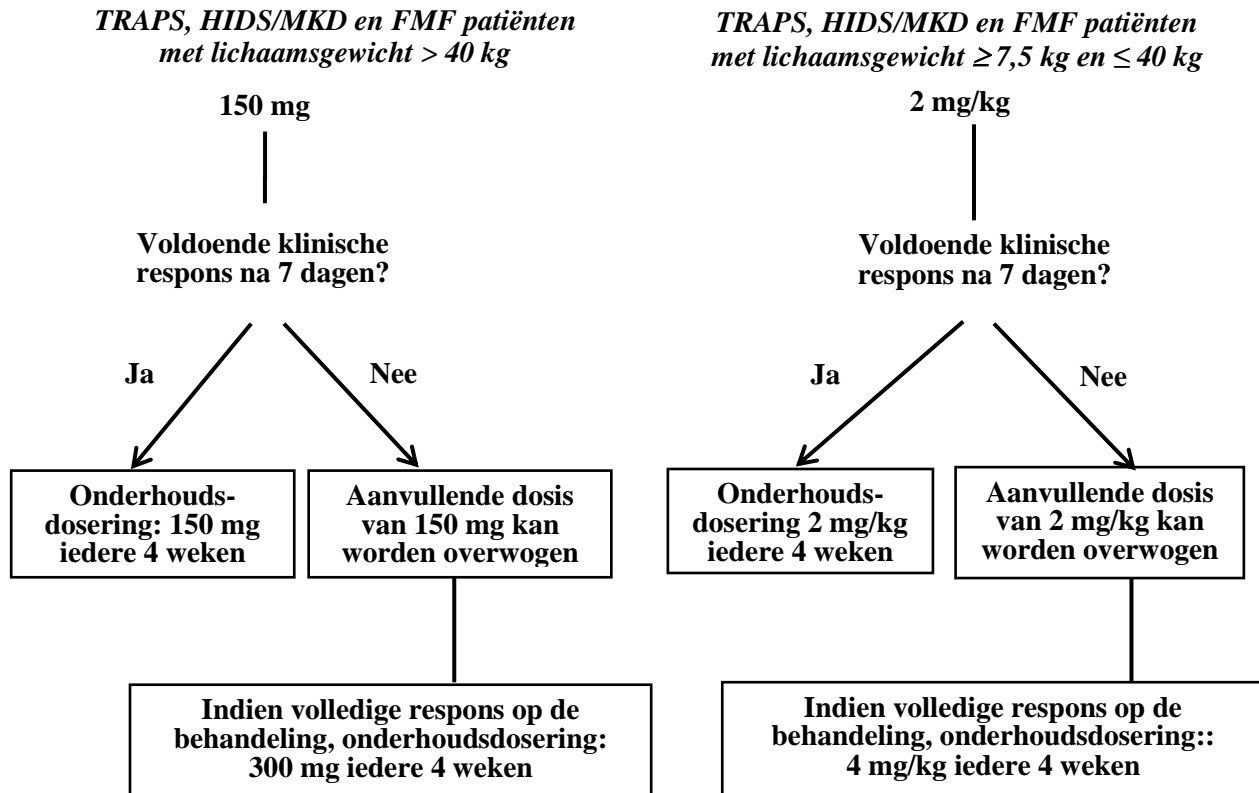 TRAPS, HIDS/MKD en FMF patiënten
met lichaamsgewicht > 40 kg
150 mg
Voldoende klinische
respons na 7 dagen?
Ja
Nee
Onderhouds-
dosering: 150 mg
iedere 4 weken
Aanvullende dosis
van 150 mg kan
worden overwogen
Indien volledige respons op de
behandeling, onderhoudsdosering:
300 mg iedere 4 weken
TRAPS, HIDS/MKD en FMF patiënten
met lichaamsgewicht ≥ 7,5 kg en ≤ 40 kg
2 mg/kg
Voldoende klinische
respons na 7 dagen?
Ja
Nee
Onderhouds-
dosering 2 mg/kg
iedere 4 weken
Aanvullende dosis
van 2 mg/kg kan
worden overwogen
Indien volledige respons op de
behandeling, onderhoudsdosering::
4 mg/kg iedere 4 weken